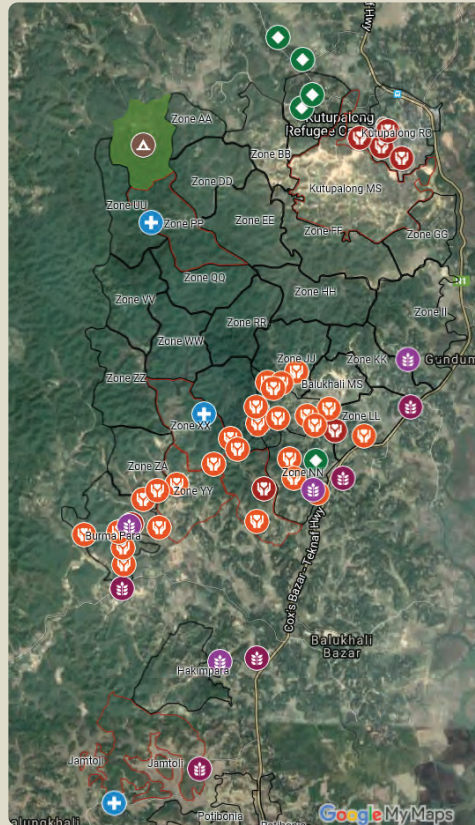 f Hwy
Zone AA
Kutupalong
Refugee C
Kutupalong RC
Zone BB
Zone DD
Kutupalong MS
Zone UU
Zone PP
Zone EE
Zone FF
Zone GG
Zone QQ
Zone HH
Zone VV
Zone II
Zone RR
Zone WW
Zone JJ
Zone KK
Gundum
Zone ZZ
Balukhali MS
Zone LL
Zone XX
Zone ZA
Zone NN
Zone YY
Cox's Bazar - Teknaf Hwy
Burma Para
Balukhali
Bazar
Hakimpara
Jamtoli
Jamtoli
Potibonia
Google My Maps
alungkhali